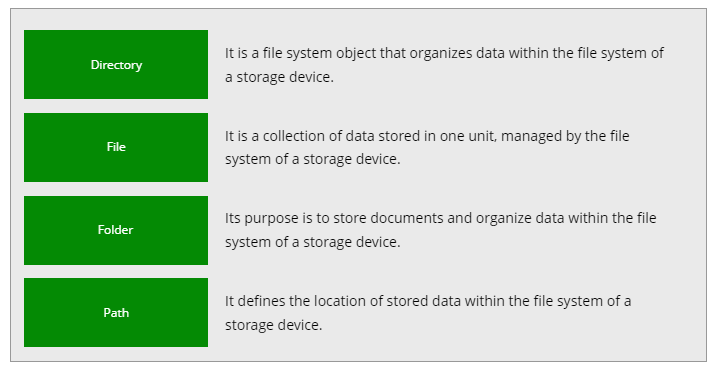 Directory
It is a file system object that organizes data within the file system of
a storage device.
File
It is a collection of data stored in one unit, managed by the file
system of a storage device.
Folder
Its purpose is to store documents and organize data within the file
system of a storage device.
Path
It defines the location of stored data within the file system of a
storage device.